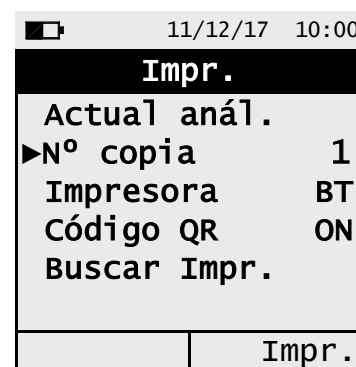 11/12/17 10:00
Impr.
Actual anál.
►Nº copia 1
Impresora BT
Código QR ON
Buscar Impr.
Impr.